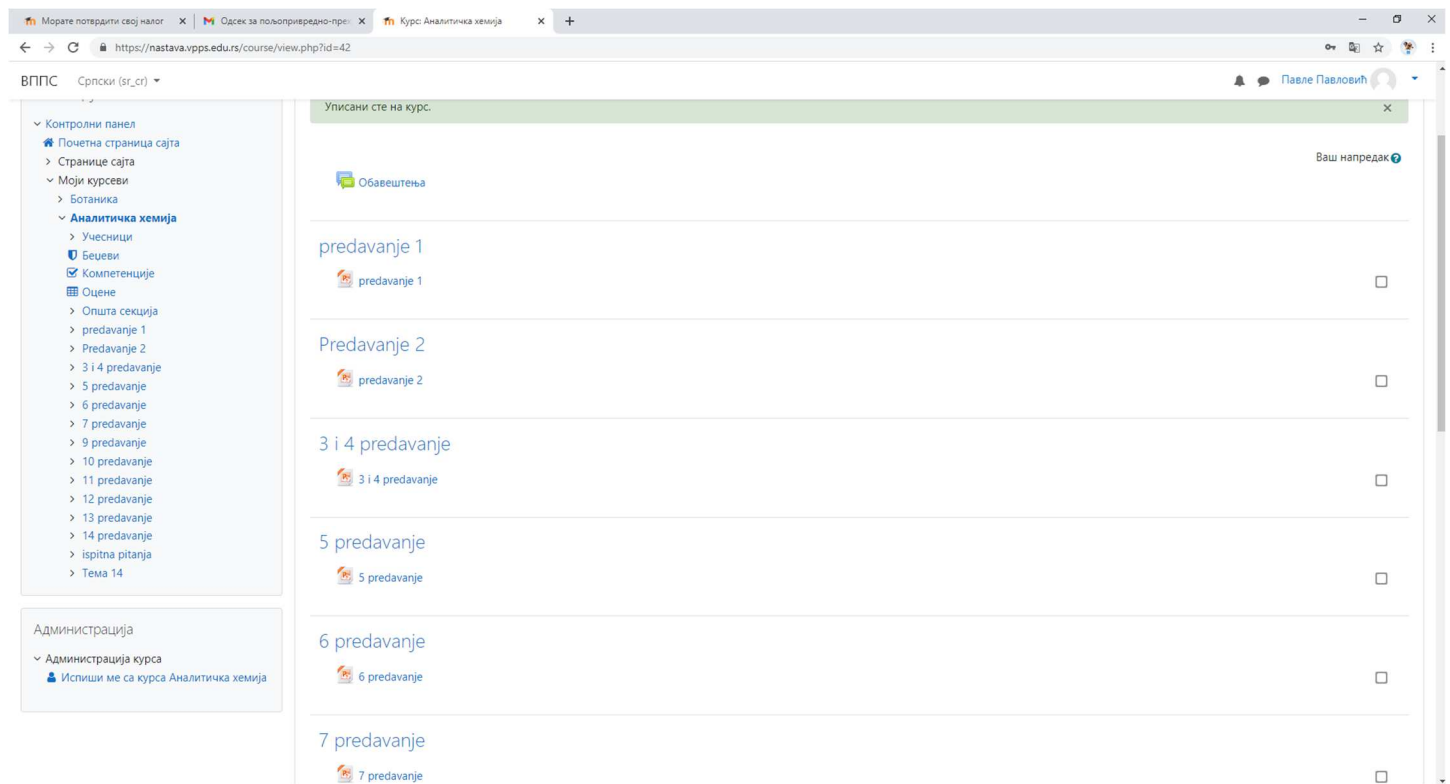 Морате потврдити свој налог
Одсек за пољопривредно-пре
Курс: Аналитичка хемија
https://nastava.vpps.edu.rs/course/view.php?id=42
ВППС Српски (sr_cr)
Павле Павловић
Контролни панел
Почетна страница сајта
Странице сајта
Моји курсеви
Ботаника
Аналитичка хемија
Учесници
Беџеви
Компетенције
Оцене
Општа секција
predavanje 1
Predavanje 2
3 i 4 predavanje
5 predavanje
6 predavanje
7 predavanje
9 predavanje
10 predavanje
11 predavanje
12 predavanje
13 predavanje
14 predavanje
ispitna pitanja
Тема 14
Администрација
Администрација курса
Испиши ме са курса Аналитичка хемија
Уписани сте на курс.
Ваш напредак
Обавештења
predavanje 1
predavanje 1
Predavanje 2
predavanje 2
3 i 4 predavanje
3 i 4 predavanje
5 predavanje
5 predavanje
6 predavanje
6 predavanje
7 predavanje
7 predavanje